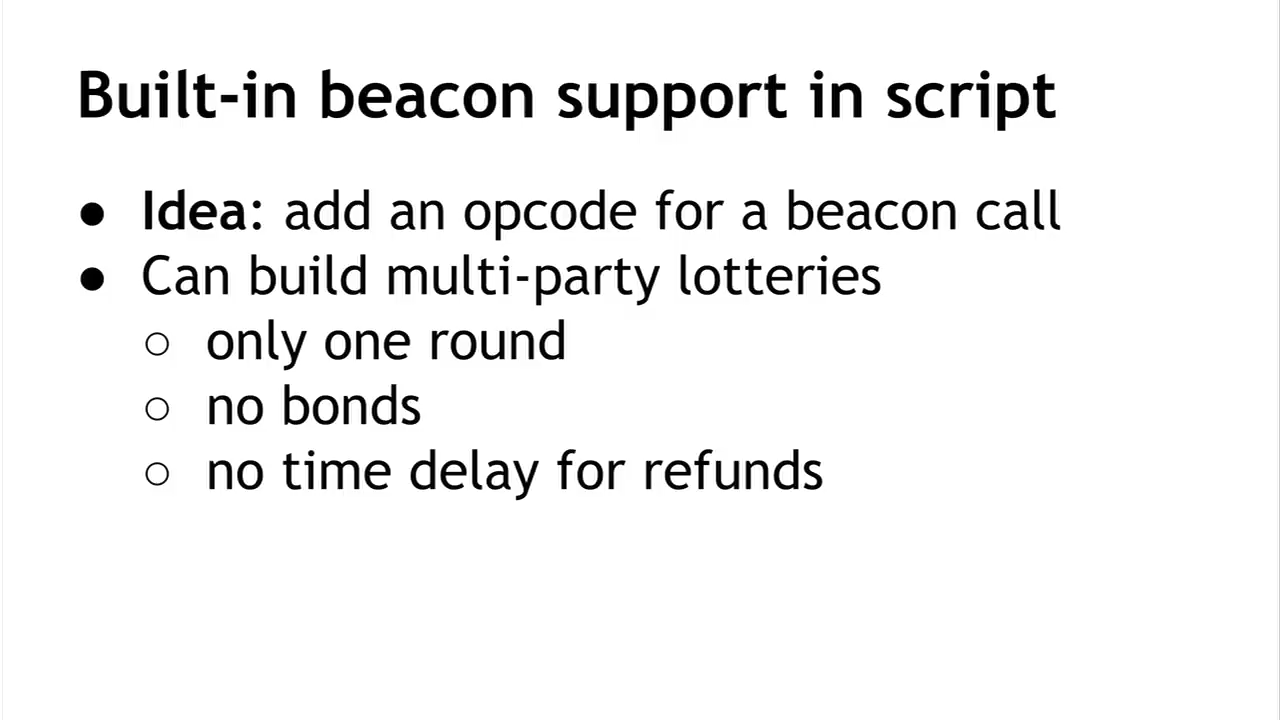 Built-in beacon support in script
● Idea: add an opcode for a beacon call
● Can build multi-party lotteries
○ only one round
○ no bonds
○ no time delay for refunds